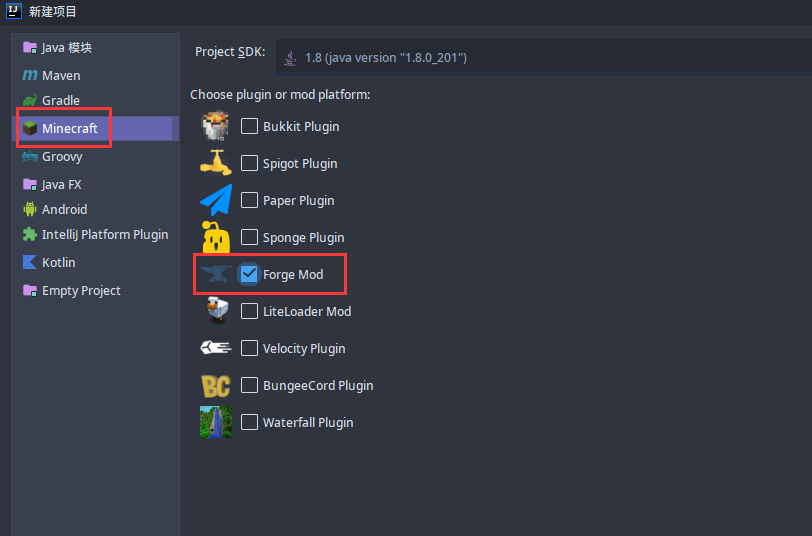 新建项目
Java 模块
Maven
Gradle
Minecraft
Groovy
Java FX
Android
IntelliJ Platform Plugin
Kotlin
Empty Project
Project SDK:
1.8 (java version "1.8.0_201")
Choose plugin or mod platform:
Bukkit Plugin
Spigot Plugin
Paper Plugin
Sponge Plugin
Forge Mod
LiteLoader Mod
Velocity Plugin
BungeeCord Plugin
Waterfall Plugin